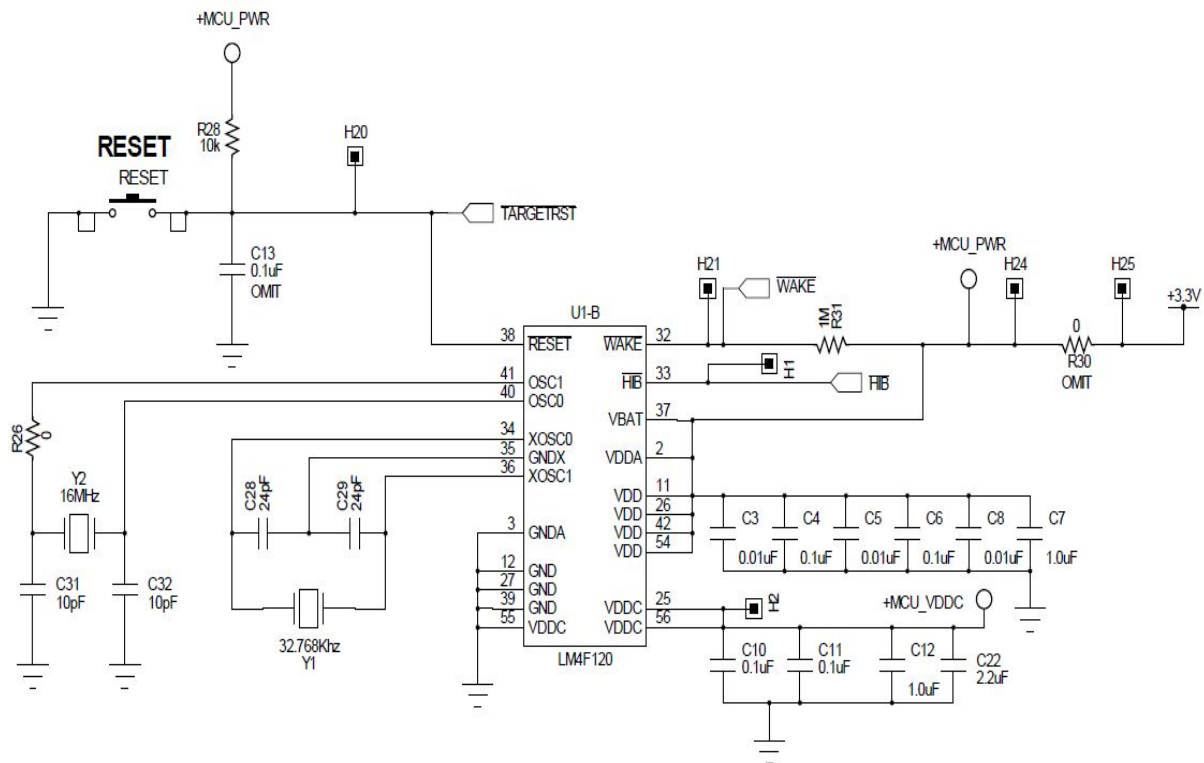 +MCU_PWR
R28
10k
H20
RESET
RESET
TARGETRST
C13
0.1uF
OMIT
+MCU_PWR
H21
WAKE
H24
H25
+3.3V
U1-B
1M
R31
0
R30
OMIT
38
RESET
WAKE
32
H1
41
OSC1
HIB
33
HIB
40
OSC0
VBAT
37
R26
0
34
XOSC0
35
GNDX
VDDA
2
36
XOSC1
Y2
16MHz
C28
24pF
C29
24pF
VDD
11
VDD
26
VDD
42
VDD
54
C3
0.01uF
C4
0.1uF
C5
0.01uF
C6
0.1uF
C8
0.01uF
C7
1.0uF
3
GNDA
C31
10pF
C32
10pF
12
GND
27
GND
39
GND
55
VDDC
VDDC
25
VDDC
56
H2
+MCU_VDDC
32.768Khz
Y1
LM4F120
C10
0.1uF
C11
0.1uF
C12
1.0uF
C22
2.2uF